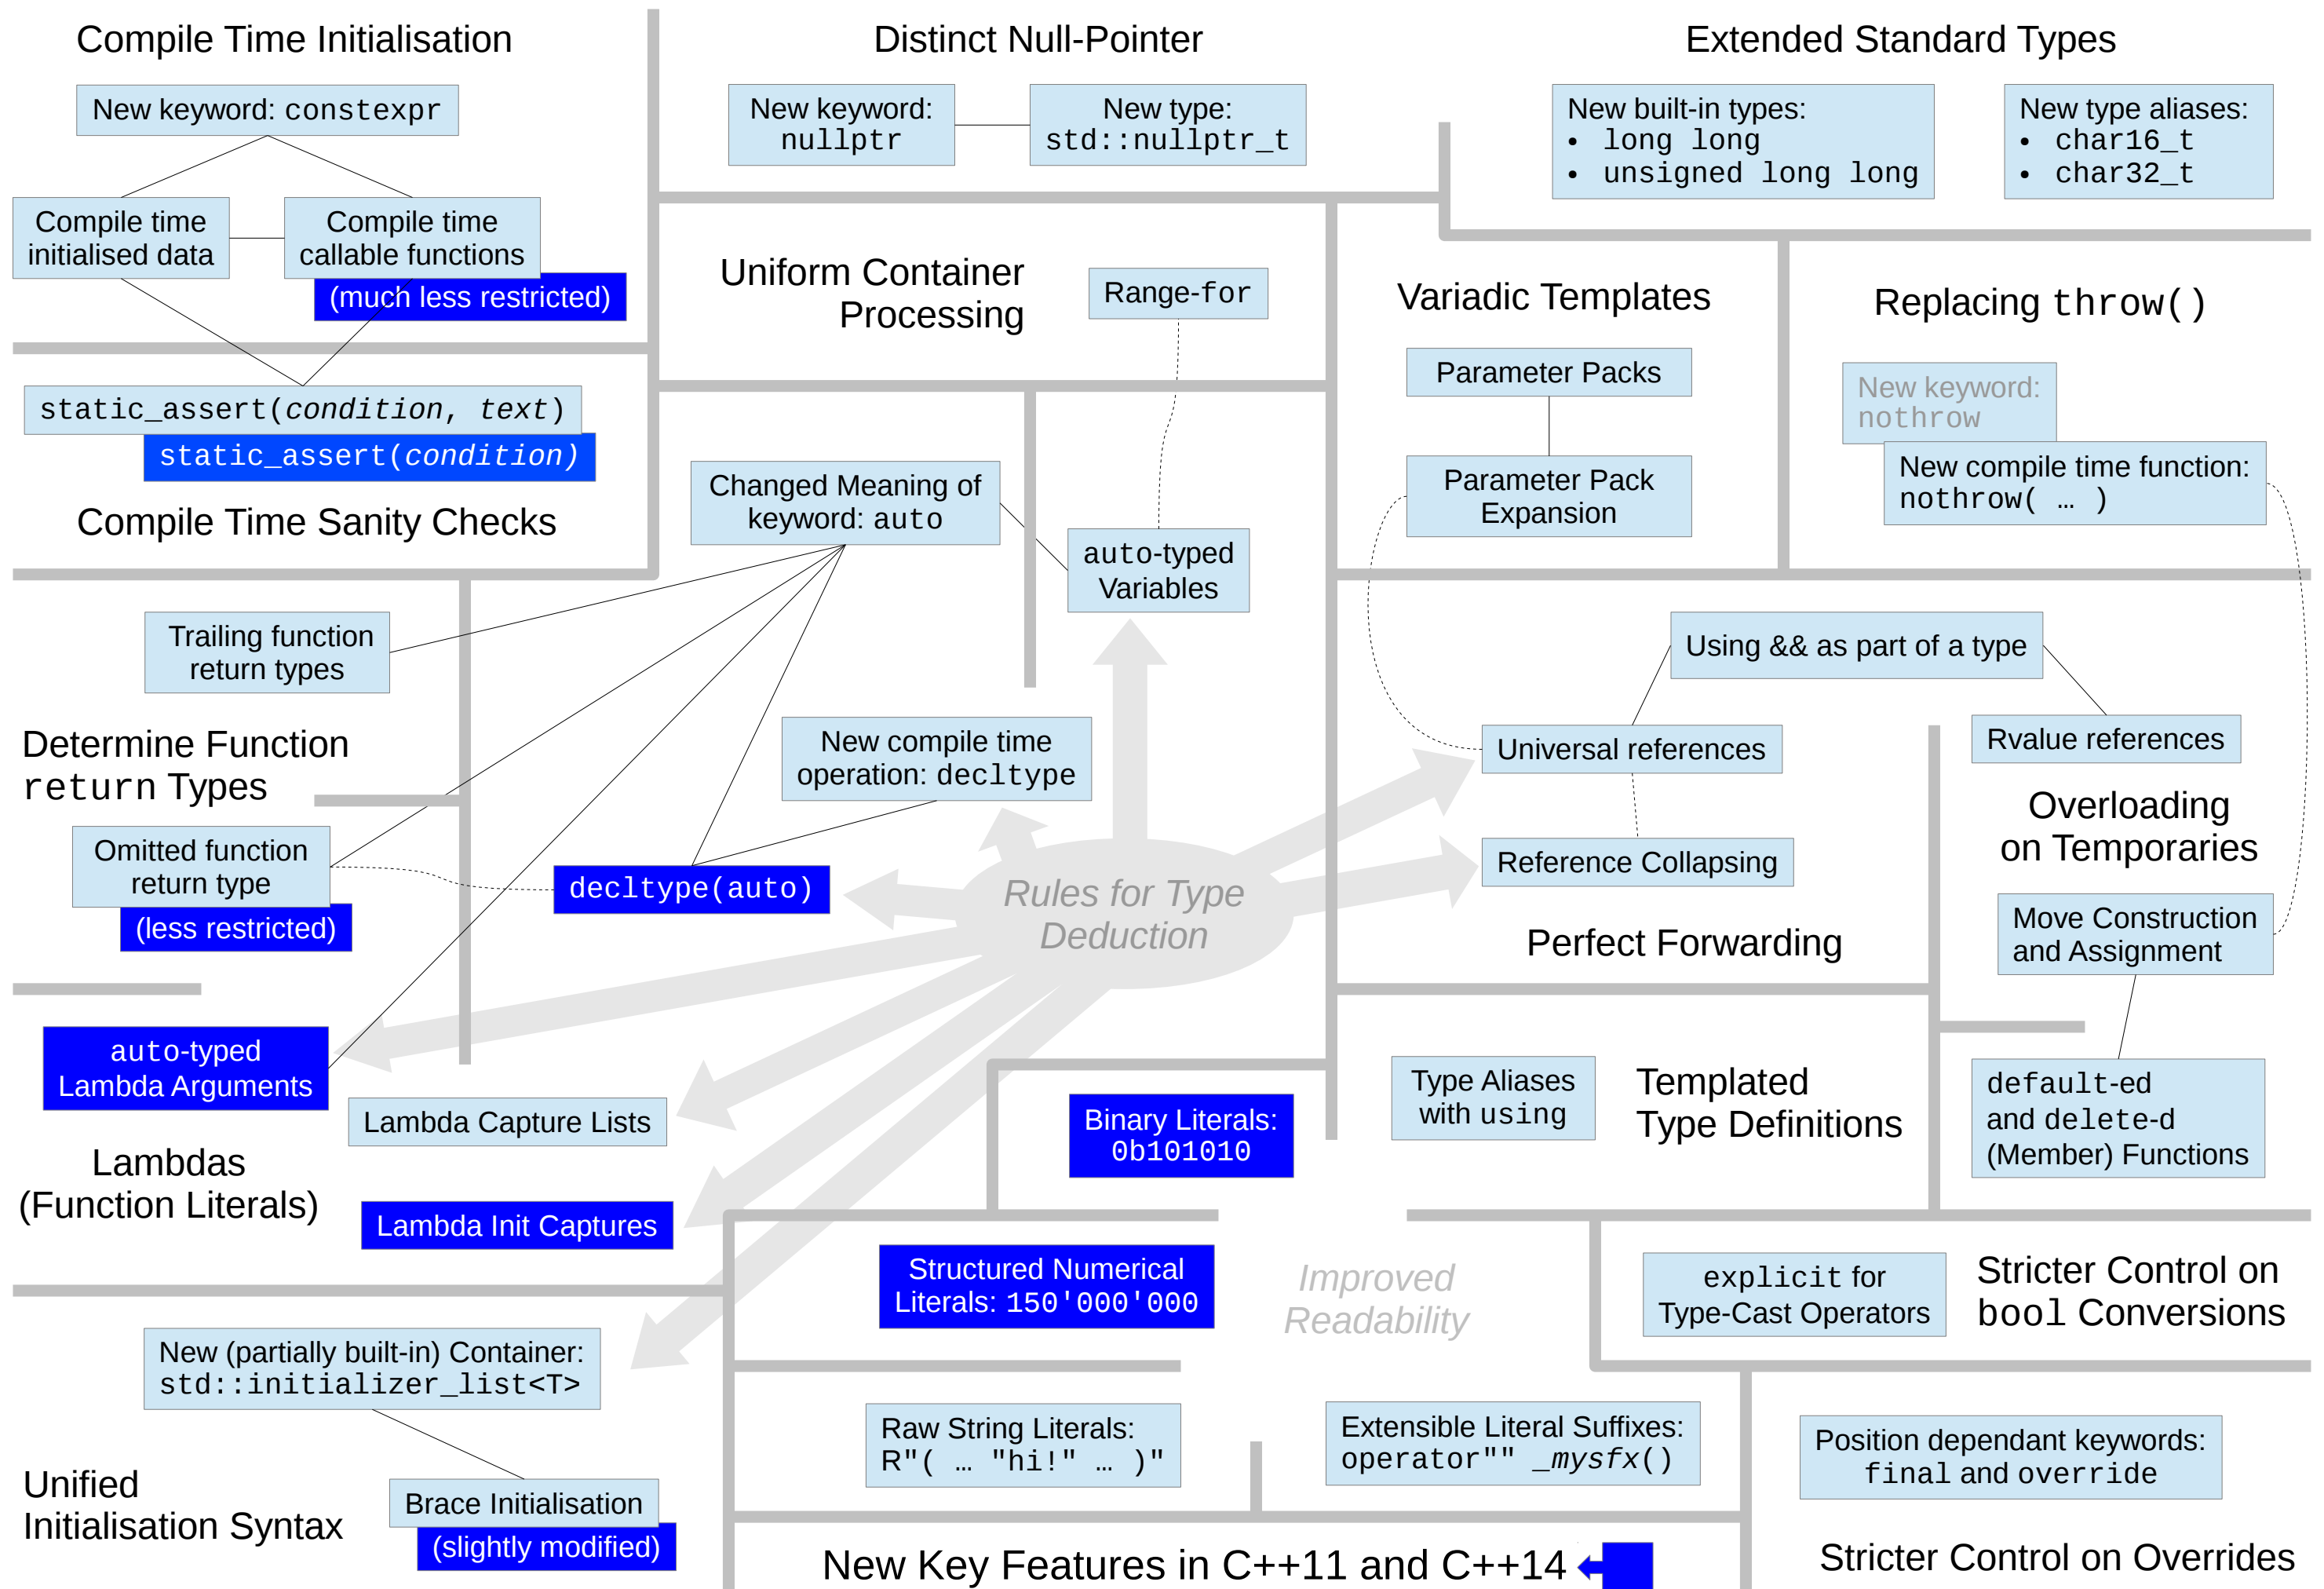 Compile Time Initialisation
New keyword: constexpr
Compile time
initialised data
Compile time
callable functions
(much less restricted)
static_assert(condition, text)
static_assert(condition)
Compile Time Sanity Checks
Distinct Null-Pointer
New keyword:
nullptr
New type:
std::nullptr_t
Extended Standard Types
New built-in types:
• long long
• unsigned long long
New type aliases:
• char16_t
• char32_t
Uniform Container
Processing
Range-for
Variadic Templates
Parameter Packs
Parameter Pack
Expansion
Replacing throw()
New keyword:
nothrow
New compile time function:
nothrow( … )
Changed Meaning of
keyword: auto
auto-typed
Variables
Trailing function
return types
Determine Function
return Types
Omitted function
return type
(less restricted)
New compile time
operation: decltype
decltype(auto)
Rules for Type
Deduction
Using && as part of a type
Universal references
Rvalue references
Reference Collapsing
Perfect Forwarding
Overloading
on Temporaries
Move Construction
and Assignment
default-ed
and delete-d
(Member) Functions
auto-typed
Lambda Arguments
Lambda Capture Lists
Lambdas
(Function Literals)
Lambda Init Captures
Binary Literals:
0b101010
Type Aliases
with using
Templated
Type Definitions
Structured Numerical
Literals: 150'000'000
Improved
Readability
explicit for
Type-Cast Operators
Stricter Control on
bool Conversions
New (partially built-in) Container:
std::initializer_list<T>
Unified
Initialisation Syntax
Brace Initialisation
(slightly modified)
Raw String Literals:
R"( … "hi!" … )"
Extensible Literal Suffixes:
operator"" _mysfx()
Position dependant keywords:
final and override
Stricter Control on Overrides
New Key Features in C++11 and C++14